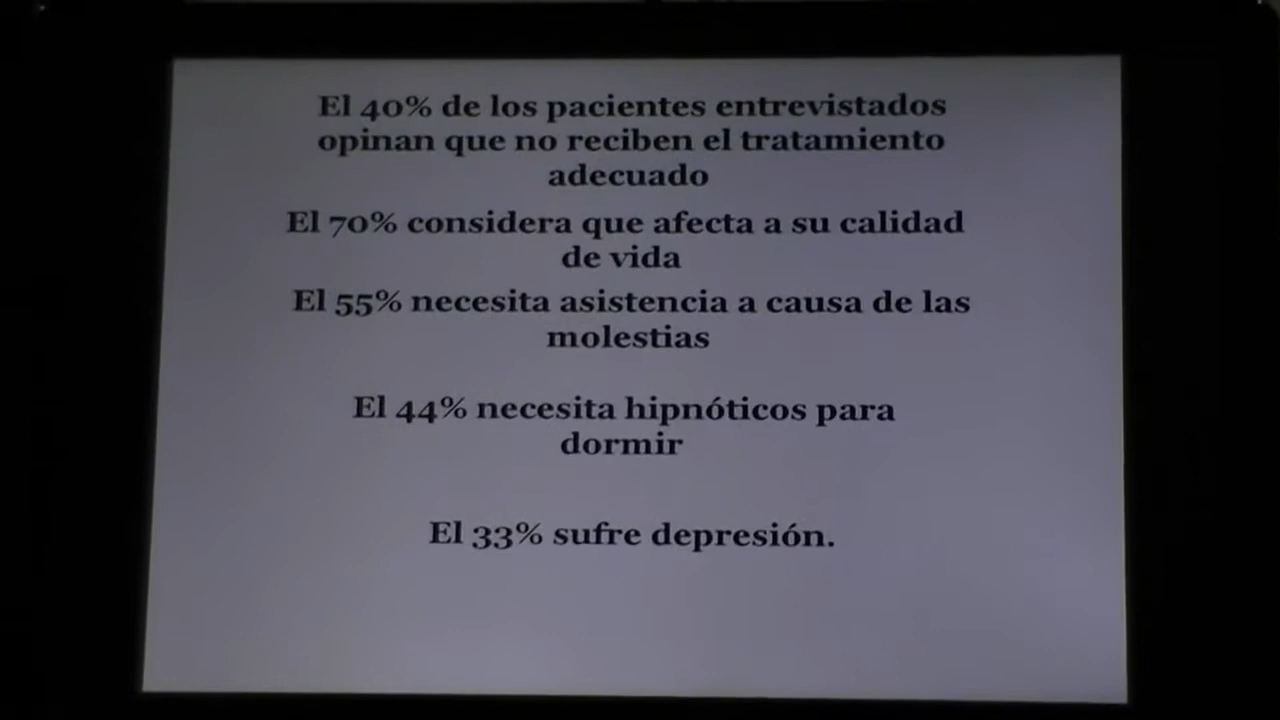 El 40% de los pacientes entrevistados
opinan que no reciben el tratamiento
adecuado
El 70% considera que afecta a su calidad
de vida
El 55% necesita asistencia a causa de las
molestias
El 44% necesita hipnóticos para
dormir
El 33% sufre depresión.